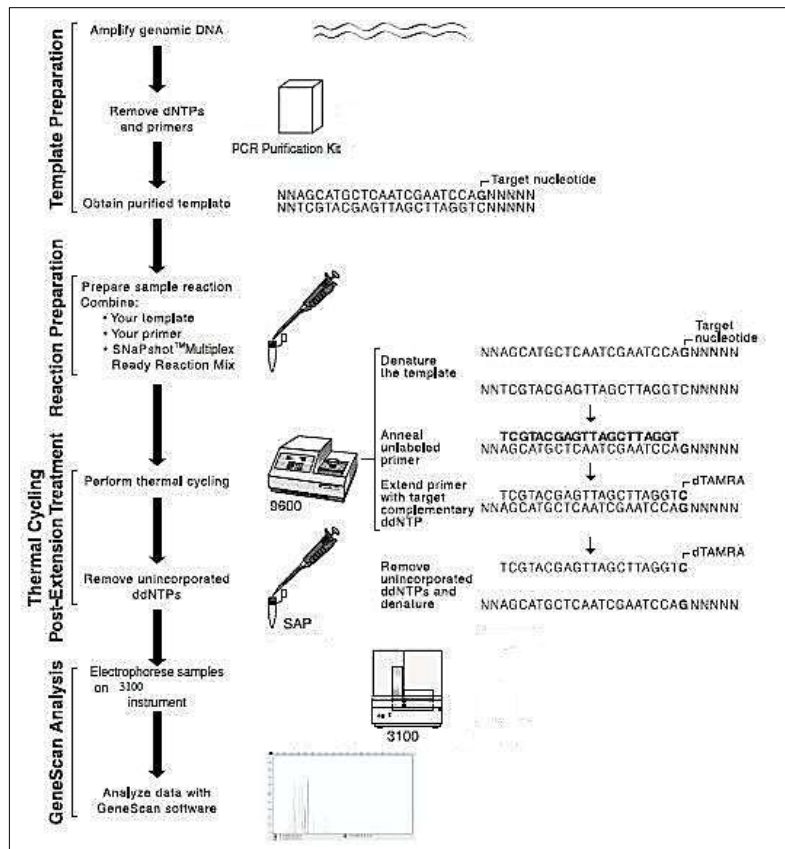 Template Preparation
Amplify genomic DNA
Remove dNTPs
and primers
PCR Purification Kit
Obtain purified template
Target nucleotide
NNAGCATGCTCAATCGAATCCAGNNNNN
NNTCGTACGAGTTAGCTTAGGTCNNNNN
Reaction Preparation
Prepare sample reaction
Combine:
• Your template
• Your primer
• SNaPshot™Multiplex
Ready Reaction Mix
Thermal Cycling
Post-Extension Treatment
Perform thermal cycling
9600
Denature
the template
Target
nucleotide
NNAGCATGCTCAATCGAATCCAGNNNNN
NNTCGTACGAGTTAGCTTAGGTCNNNNN
Anneal
unlabeled
primer
TCGTACGAGTTAGCTTAGGT
NNAGCATGCTCAATCGAATCCAGNNNNN
Extend primer
with target
complementary
ddNTP
dTAMRA
TCGTACGAGTTAGCTTAGGTC
NNAGCATGCTCAATCGAATCCAGNNNNN
Remove unincorporated
ddNTPs
SAP
Remove
unincorporated
ddNTPs and
denature
dTAMRA
TCGTACGAGTTAGCTTAGGTC
NNAGCATGCTCAATCGAATCCAGNNNNN
GeneScan Analysis
Electrophorese samples
on 3100
instrument
3100
Analyze data with
GeneScan software